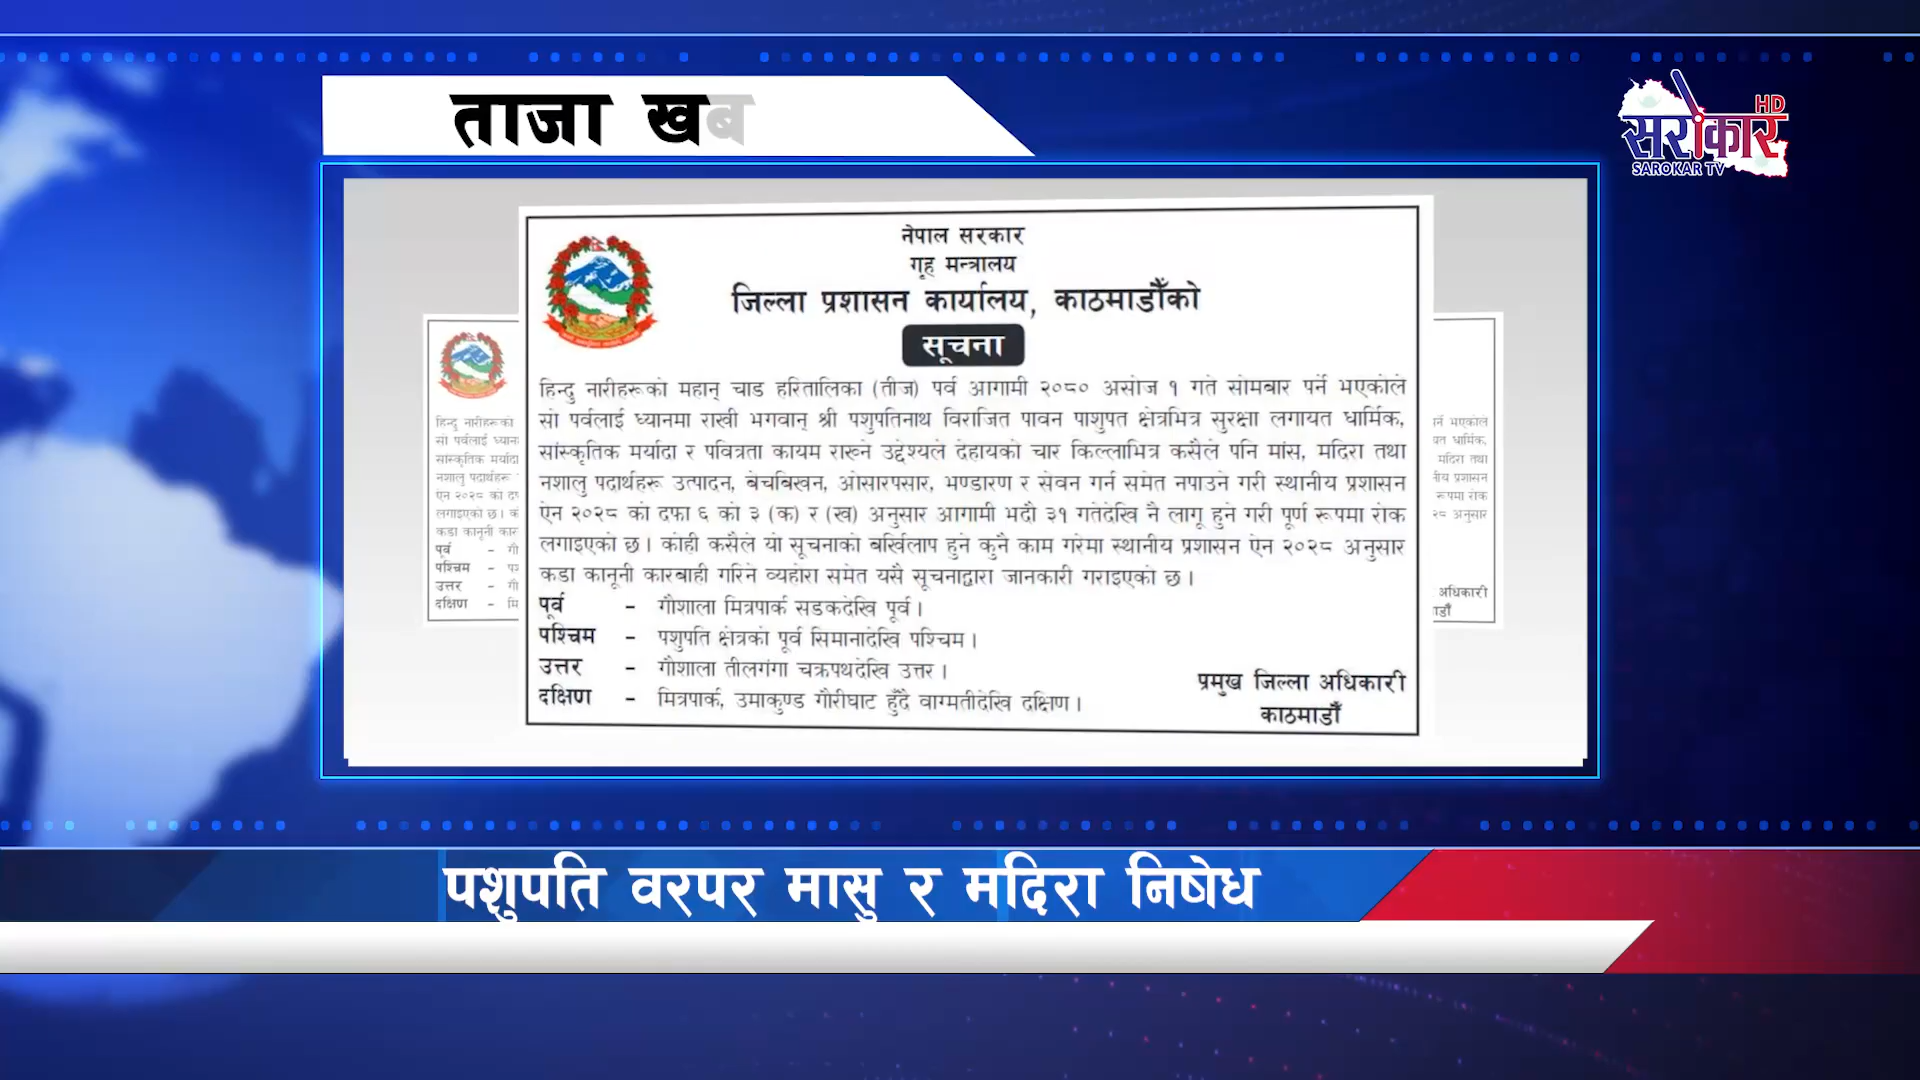 ताजा खब
HD
सरोकार
SAROKAR TV
नेपाल सरकार
गृह मन्त्रालय
जिल्ला प्रशासन कार्यालय, काठमाडौँको
सूचना
हिन्दु नारीहरूको महान् चाड हरितालिका (तीज) पर्व आगामी २०८० असोज १ गते सोमबार पर्ने भएकोले
सो पर्वलाई ध्यानमा राखी भगवान् श्री पशुपतिनाथ विराजित पावन पाशुपत क्षेत्रभित्र सुरक्षा लगायत धार्मिक,
सांस्कृतिक मर्यादा र पवित्रता कायम राख्ने उद्देश्यले देहायको चार किल्लाभित्र कसैले पनि मांस, मदिरा तथा
नशालु पदार्थहरू उत्पादन, बेचबिखन, ओसारपसार, भण्डारण र सेवन गर्न समेत नपाउने गरी स्थानीय प्रशासन
ऐन २०२८ को दफा ६ को ३ (क) र (ख) अनुसार आगामी भदौ ३१ गतेदेखि नै लागू हुने गरी पूर्ण रूपमा रोक
लगाइएको छ। कोही कसैले यो सूचनाको बर्खिलाप हुने कुनै काम गरेमा स्थानीय प्रशासन ऐन २०२८ अनुसार
कडा कानूनी कारबाही गरिने व्यहोरा समेत यसै सूचनाद्वारा जानकारी गराइएको छ।
पूर्व - गौशाला मित्रपार्क सडकदेखि पूर्व।
पश्चिम - पशुपति क्षेत्रको पूर्व सिमानादेखि पश्चिम।
उत्तर - गौशाला तीलगंगा चक्रपथदेखि उत्तर।
दक्षिण - मित्रपार्क, उमाकुण्ड गौरीघाट हुँदै वाग्मतीदेखि दक्षिण।
प्रमुख जिल्ला अधिकारी
काठमाडौँ
पशुपति वरपर मासु र मदिरा निषेध